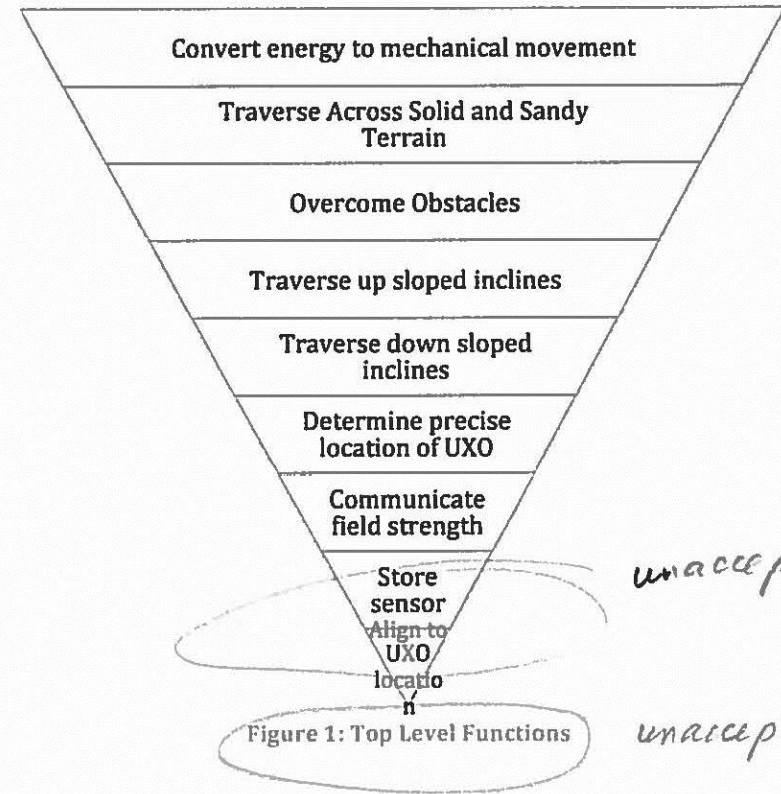 Convert energy to mechanical movement
Traverse Across Solid and Sandy
Terrain
Overcome Obstacles
Traverse up sloped inclines
Traverse down sloped
inclines
Determine precise
location of UXO
Communicate
field strength
Store
sensor
unaccep
Align to
UXO
locatio
n
Figure 1: Top Level Functions
unaccep